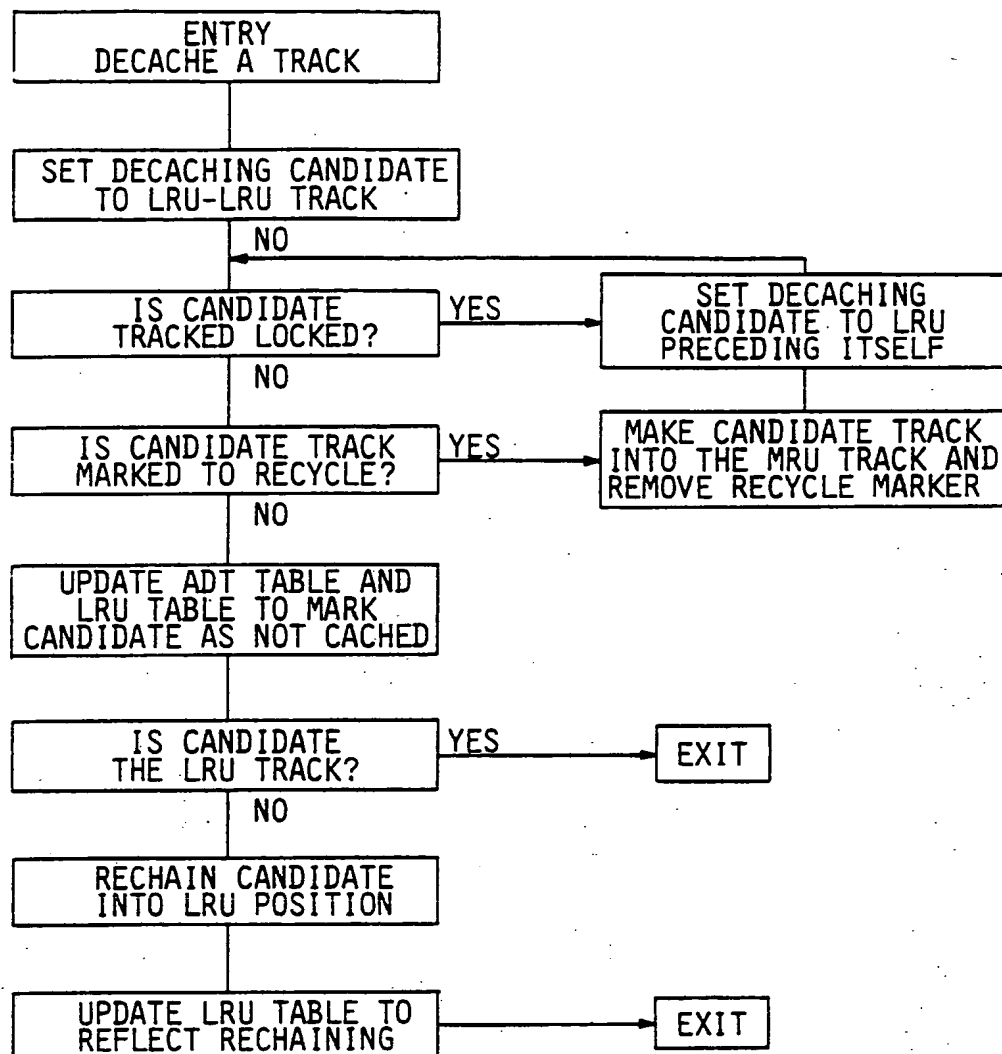 ENTRY
DECACHE A TRACK
SET DECACHING CANDIDATE
TO LRU-LRU TRACK
NO
IS CANDIDATE
TRACKED LOCKED?
YES
SET DECACHING
CANDIDATE TO LRU
PRECEDING ITSELF
NO
IS CANDIDATE TRACK
MARKED TO RECYCLE?
YES
MAKE CANDIDATE TRACK
INTO THE MRU TRACK AND
REMOVE RECYCLE MARKER
NO
UPDATE ADT TABLE AND
LRU TABLE TO MARK
CANDIDATE AS NOT CACHED
IS CANDIDATE
THE LRU TRACK?
YES
EXIT
NO
RECHAIN CANDIDATE
INTO LRU POSITION
UPDATE LRU TABLE TO
REFLECT RECHAINING
EXIT